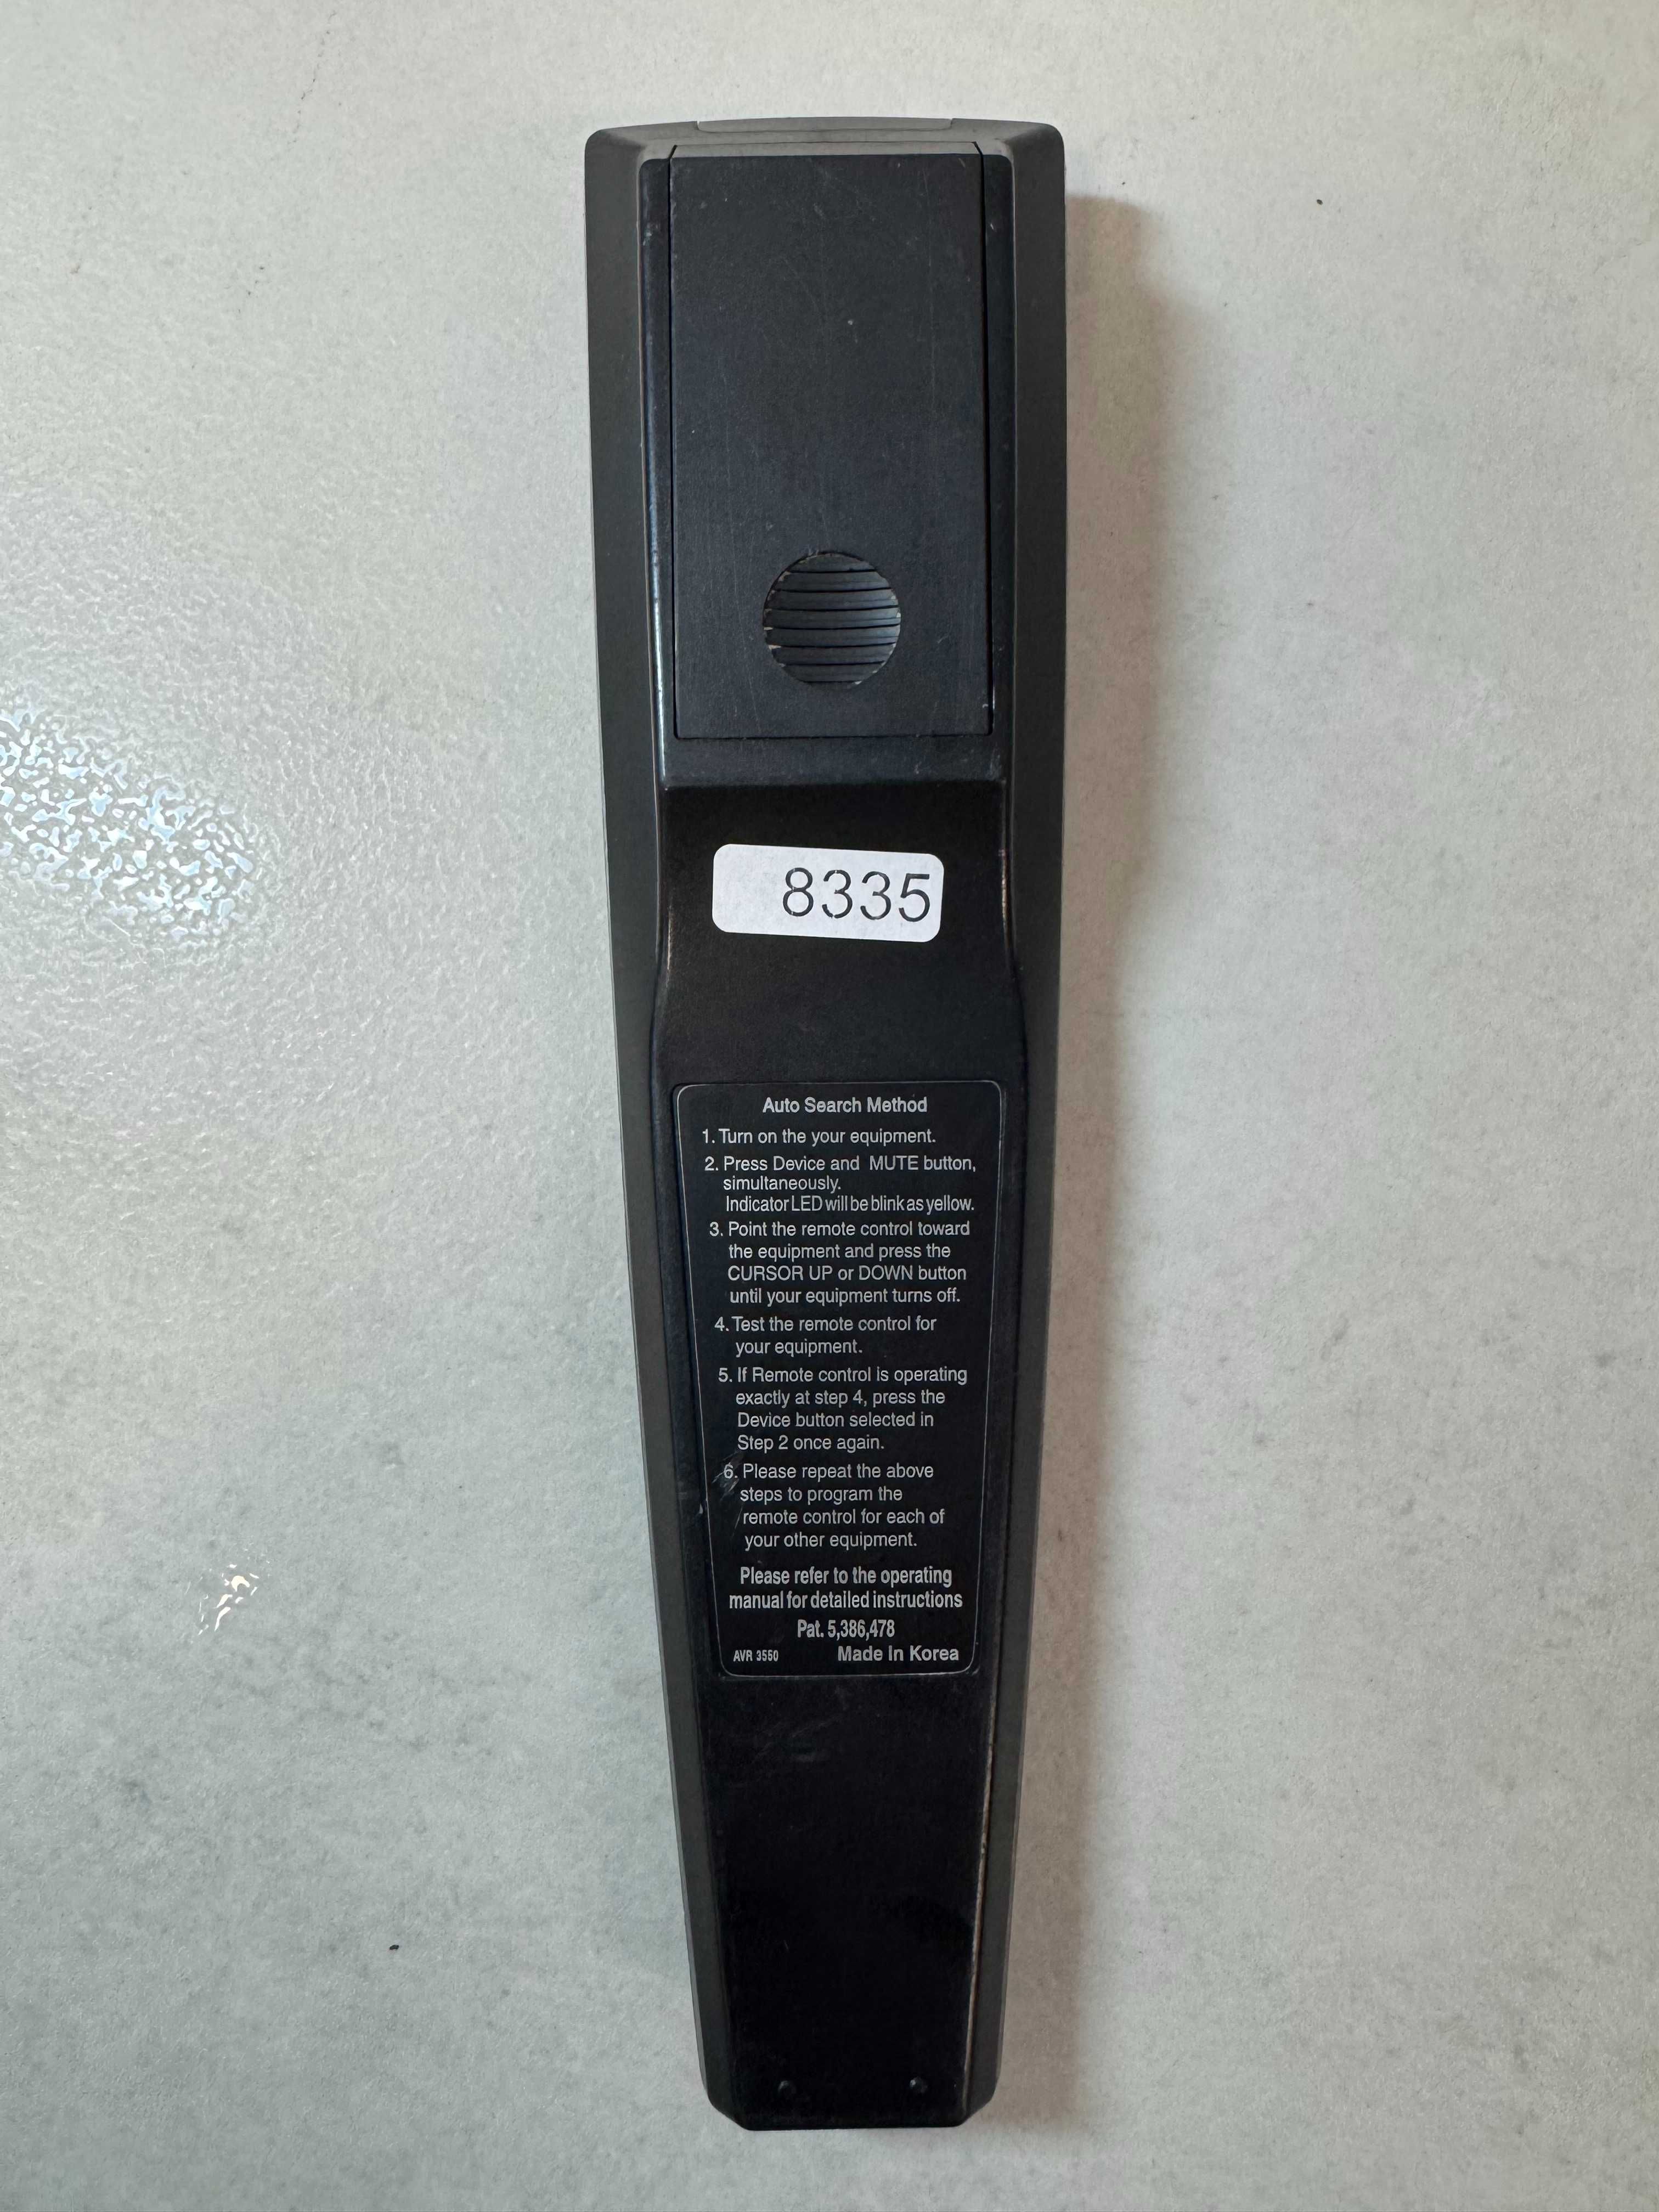 8335
Auto Search Method
1. Turn on the your equipment.
2. Press Device and MUTE button,
simultaneously.
Indicator LED will be blink as yellow.
3. Point the remote control toward
the equipment and press the
CURSOR UP or DOWN button
until your equipment turns off.
4. Test the remote control for
your equipment.
5. If Remote control is operating
exactly at step 4, press the
Device button selected in
Step 2 once again.
6. Please repeat the above
steps to program the
remote control for each of
your other equipment.
Please refer to the operating
manual for detailed instructions
Pat. 5,386,478
AVR 3550 Made In Korea